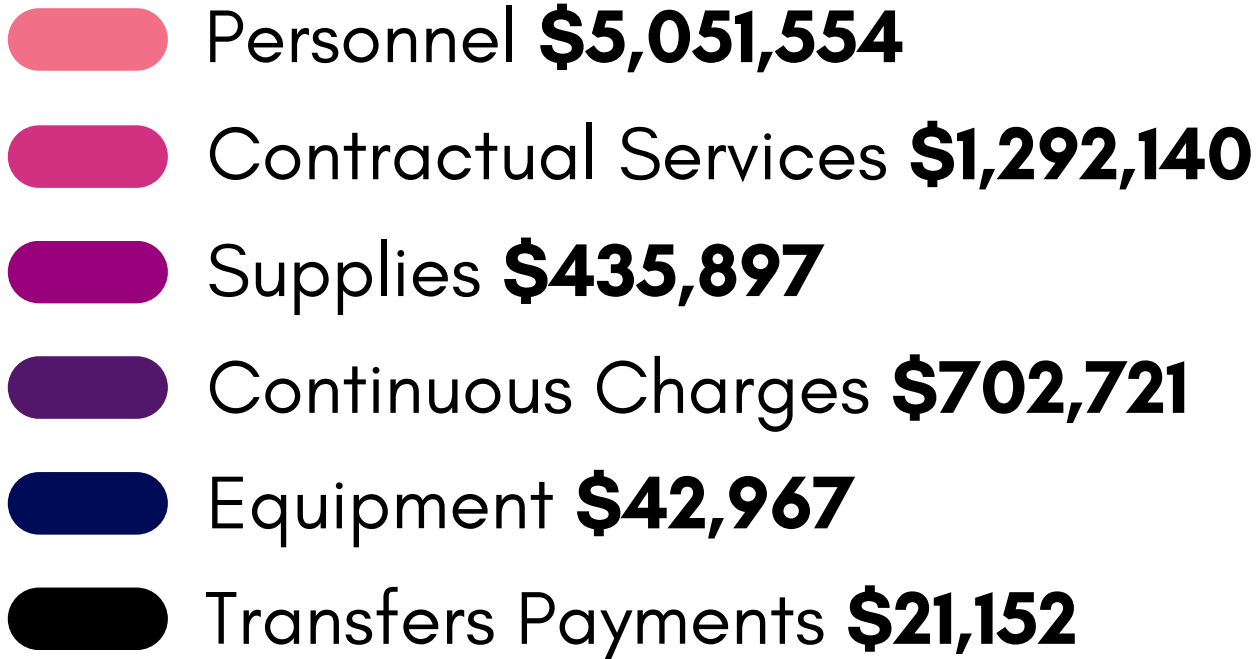 Personnel $5,051,554
Contractual Services $1,292,140
Supplies $435,897
Continuous Charges $702,721
Equipment $42,967
Transfers Payments $21,152